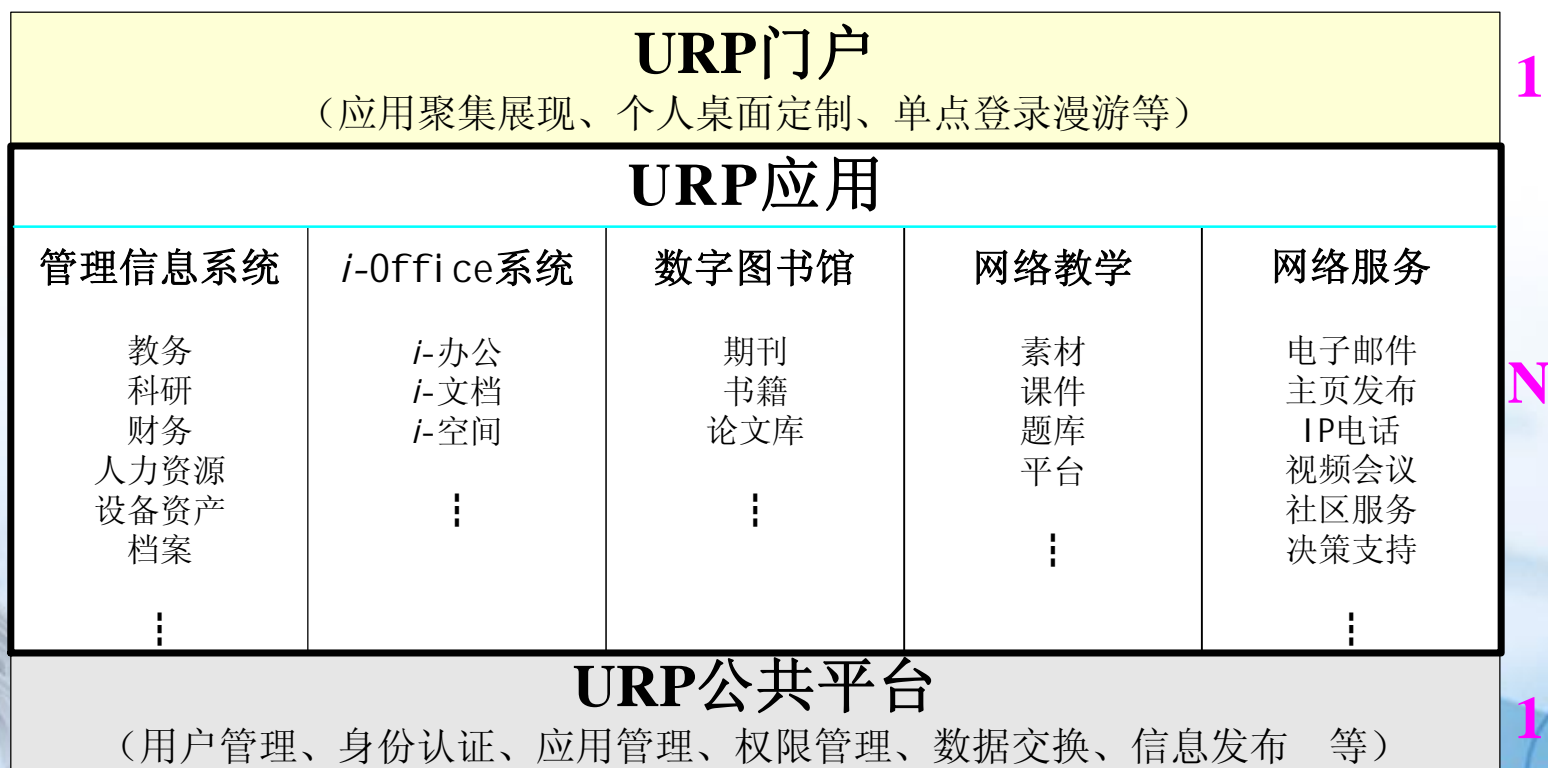 URP门户
（应用聚集展现、个人桌面定制、单点登录漫游等）
1
URP应用
管理信息系统
教务
科研
财务
人力资源
设备资产
档案
i-Office系统
i-办公
i-文档
i-空间
数字图书馆
期刊
书籍
论文库
网络教学
素材
课件
题库
平台
网络服务
电子邮件
主页发布
IP电话
视频会议
社区服务
决策支持
N
URP公共平台
（用户管理、身份认证、应用管理、权限管理、数据交换、信息发布　等）
1